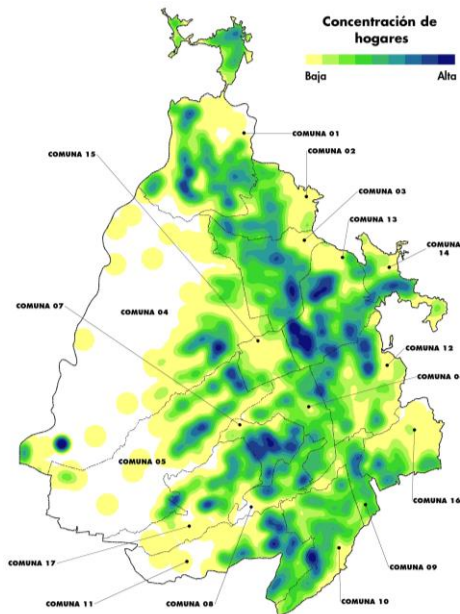 Concentración de
hogares
Baja
Alta
COMUNA 01
COMUNA 15
COMUNA 02
COMUNA 03
COMUNA 13
COMUNA
14
COMUNA 07
COMUNA 04
COMUNA 12
COMUNA 0
COMUNA 05
COMUNA 16
COMUNA 17
COMUNA 09
COMUNA 11
COMUNA 08
COMUNA 10